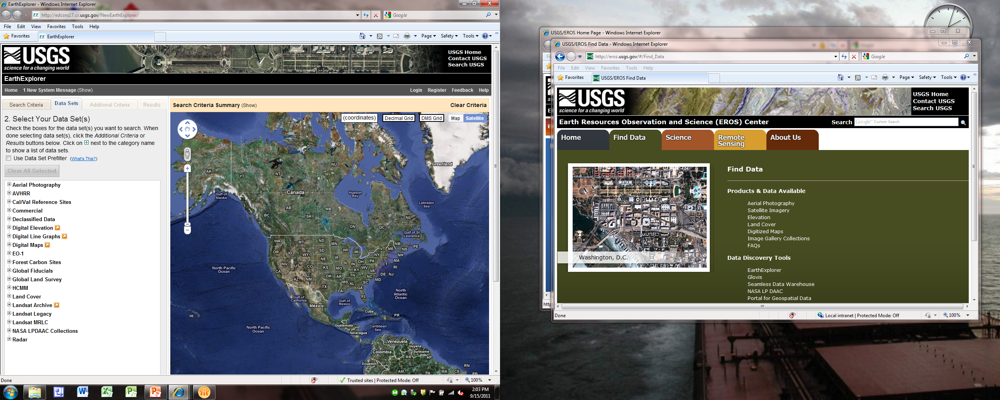 EarthExplorer - Windows Internet Explorer
EE http://edcsns17.cr.usgs.gov/NewEarthExplorer/
Google
File Edit View Favorites Tools Help
Favorites
EE EarthExplorer
Page Safety Tools
USGS
science for a changing world
USGS Home
Contact USGS
Search USGS
EarthExplorer
Home 1 New System Message (Show)
Login Register Feedback Help
Search Criteria Data Sets Additional Criteria Results
2. Select Your Data Set(s)
Check the boxes for the data set(s) you want to search. When
done selecting data set(s), click the Additional Criteria or
Results buttons below. Click on next to the category name
to show a list of data sets.
Use Data Set Prefilter (What's This?)
Clear All Selected
Aerial Photography
AVHRR
Cal/Val Reference Sites
Commercial
Declassified Data
Digital Elevation
Digital Line Graphs
Digital Maps
EO-1
Forest Carbon Sites
Global Fiducials
Global Land Survey
HCMM
Land Cover
Landsat Archive
Landsat Legacy
Landsat MRLC
NASA LPDAAC Collections
Radar
Search Criteria Summary (Show)
Clear Criteria
(coordinates) Decimal Grid DMS Grid Map Satellite
Greenland
AK
YT
NT
NU
Gulf of
Alaska
Canada
Hudson
Bay
Labrador
Sea
BC
AB
SK
MB
ON
QC
NL
Gulf of St
Lawrence
NB
PE
NS
WA
MT
ND
MN
WI
MI
VT
ME
NH
OR
ID
WY
SD
NE
IA
NY
MA
NV
UT
CO
KS
MO
IL
IN
OH
PA
CT
RI
CA
AZ
NM
OK
AR
KY
TN
WV
VA
NC
DE
NJ
MD
TX
MS
AL
SC
GA
LA
FL
North Pacific
Ocean
North
Atlantic
Ocean
Gulf of
California
México
Gulf of
Mexico
Cuba
PR
HI
North Pacific
Ocean
Guatemala
Caribbean
Sea
Nicaragua
Venezuela
Guyana
Suriname
Colombia
RR
AP
Ecuador
AM
PA
MA
CE
RN
PB
Done
Trusted sites | Protected Mode: Off
100%
2:03 PM
9/15/2011
USGS/EROS Home Page - Windows Internet Explorer
USGS/EROS Find Data - Windows Internet Explorer
http://eros.usgs.gov/#/Find_Data
Google
File Edit View Favorites Tools Help
Favorites
USGS/EROS Find Data
Page Safety Tools
USGS
science for a changing world
USGS Home
Contact USGS
Search USGS
Earth Resources Observation and Science (EROS) Center
Search Google™ Custom Search
Home Find Data Science Remote Sensing About Us
Washington, D.C.
Find Data
Products & Data Available
Aerial Photography
Satellite Imagery
Elevation
Land Cover
Digitized Maps
Image Gallery Collections
FAQs
Data Discovery Tools
EarthExplorer
Glovis
Seamless Data Warehouse
NASA LP DAAC
Portal for Geospatial Data
Done
Local intranet | Protected Mode: Off
100%